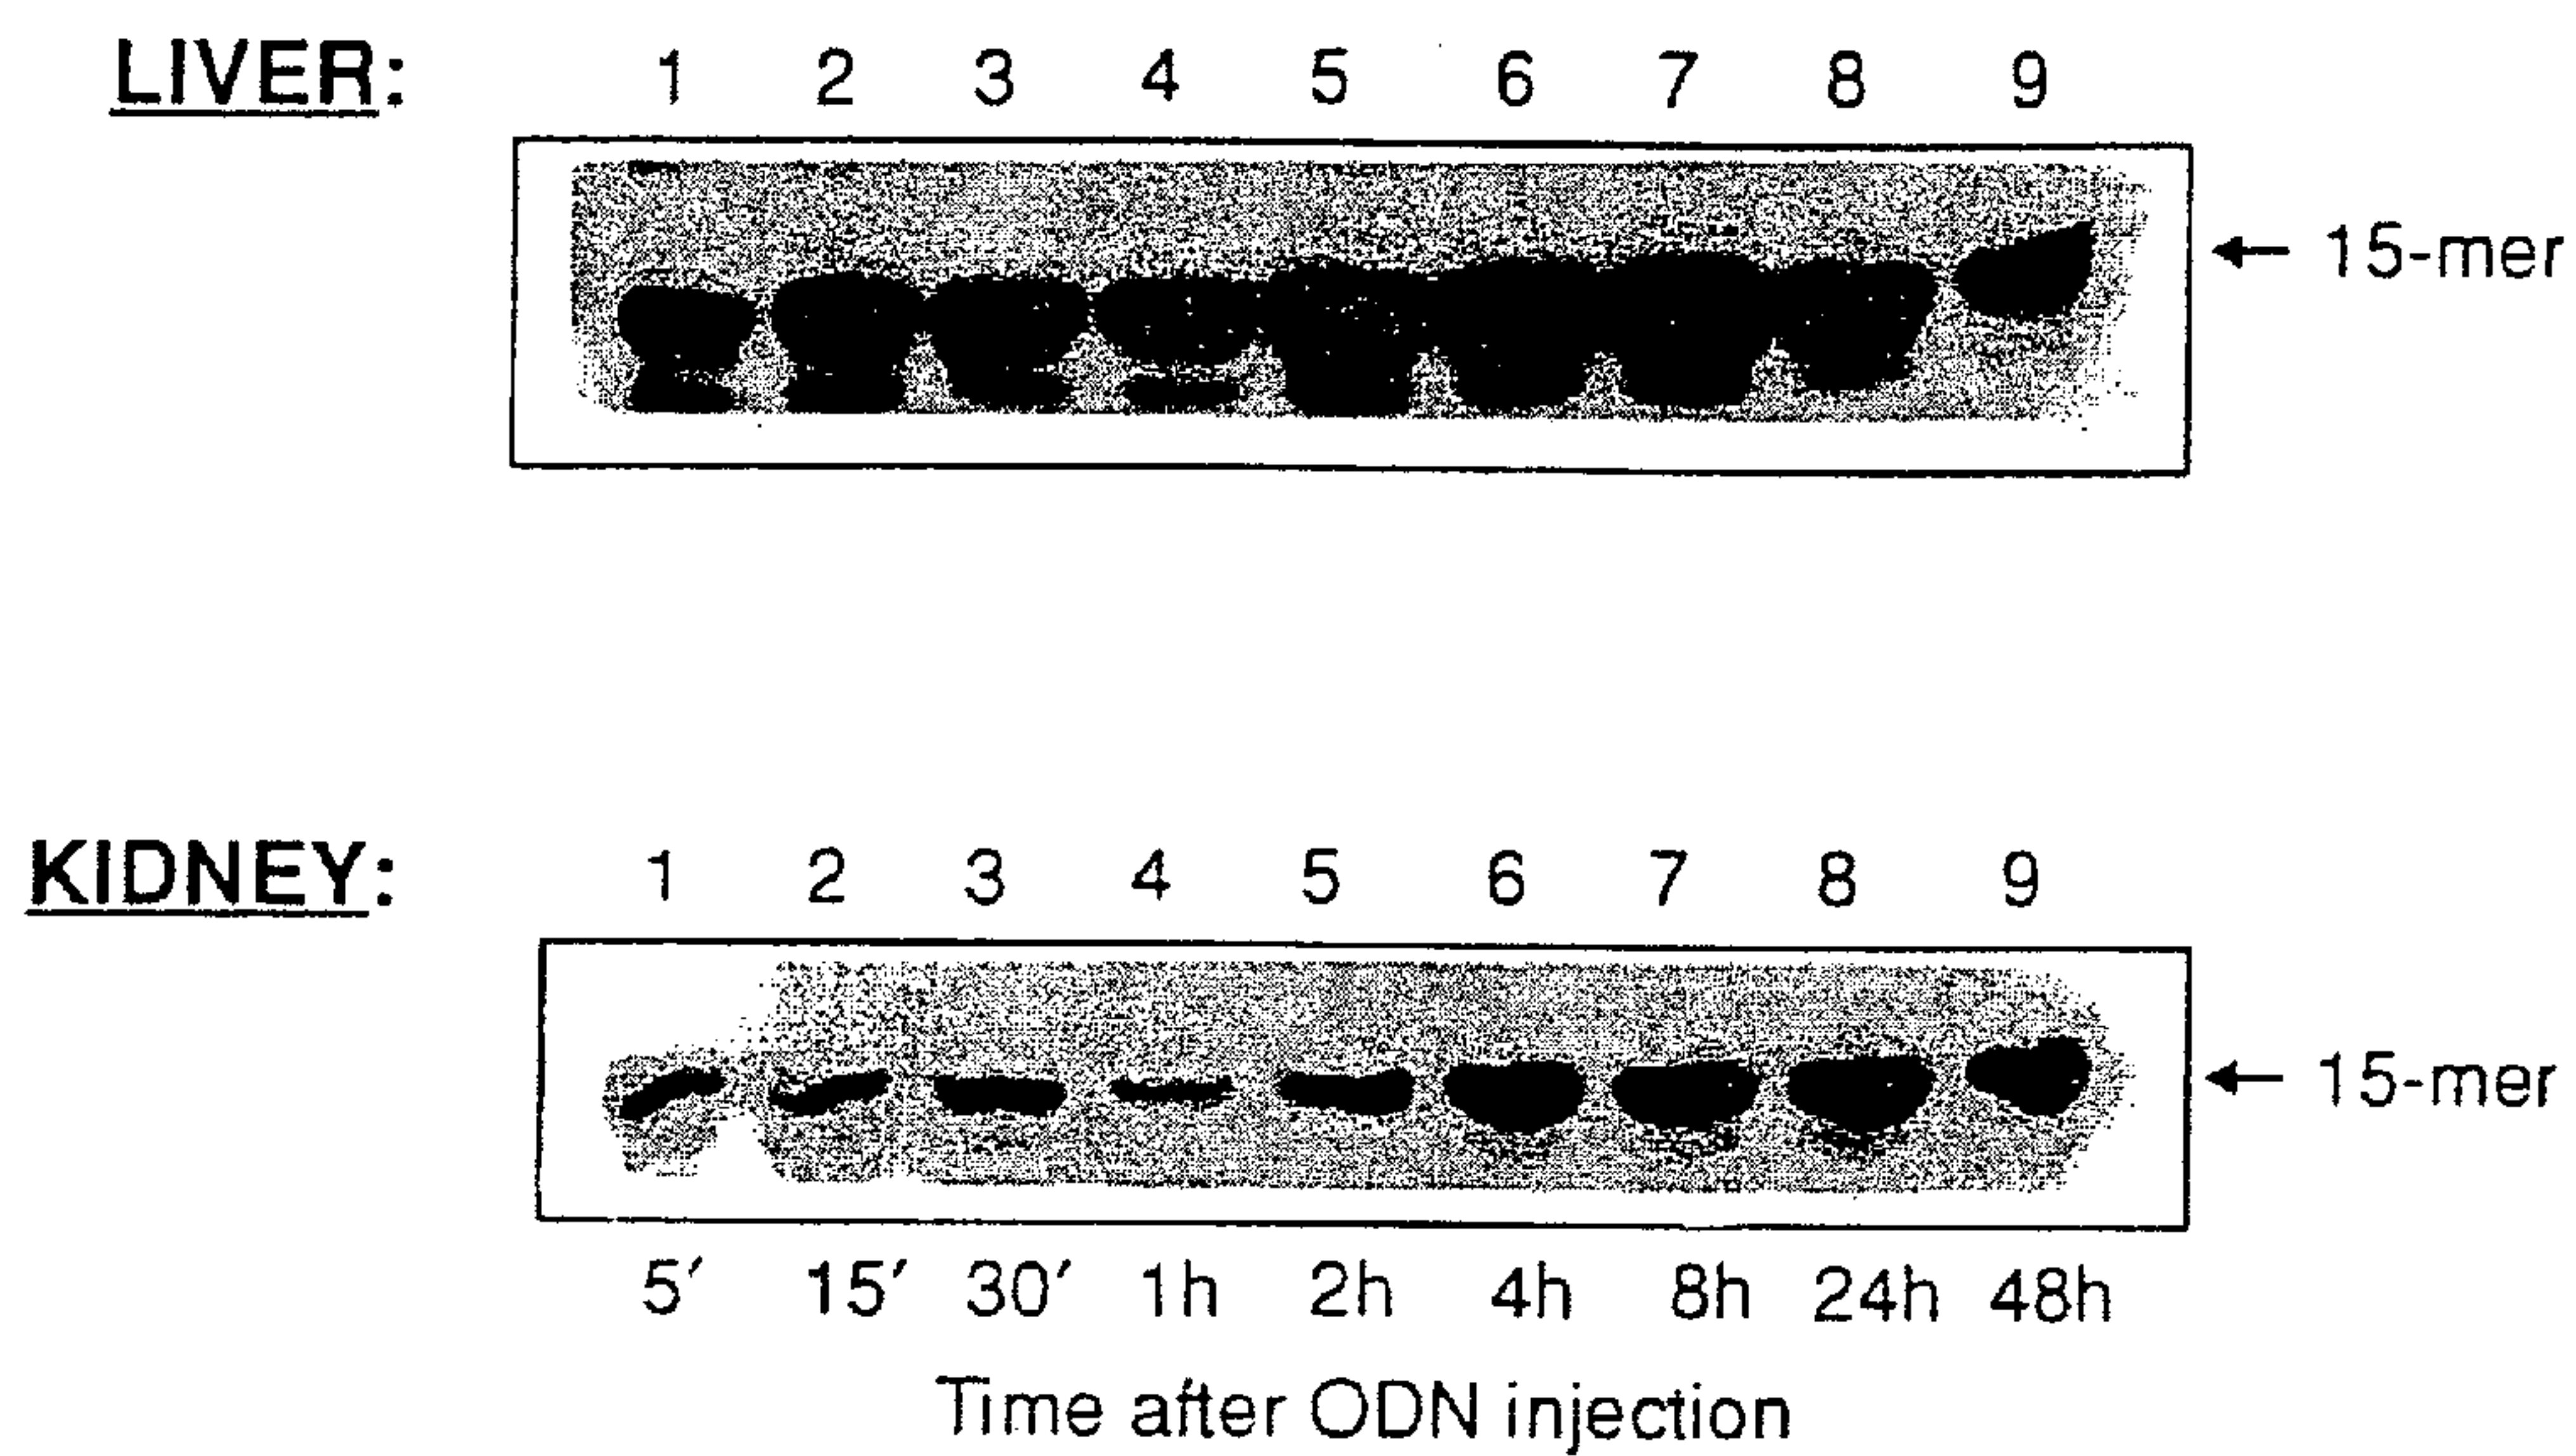 LIVER: 1 2 3 4 5 6 7 8 9
← 15-mer
KIDNEY: 1 2 3 4 5 6 7 8 9
← 15-mer
5′ 15′ 30′ 1h 2h 4h 8h 24h 48h
Time after ODN injection